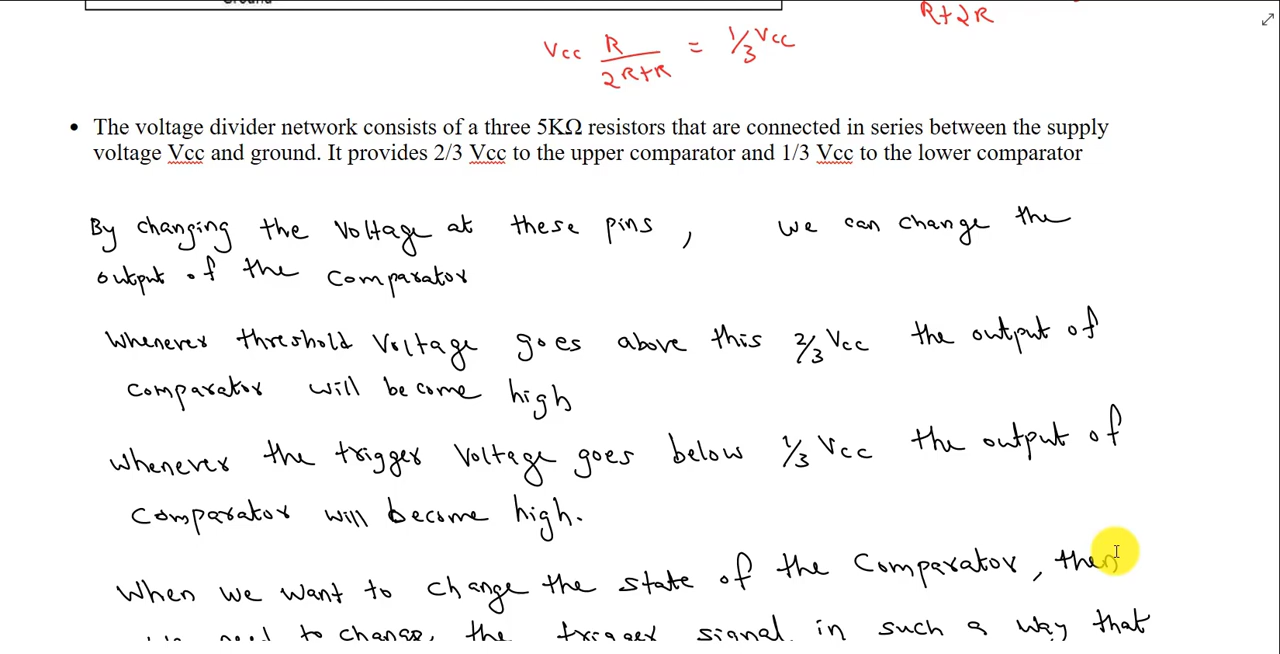 R+2R
Vcc R/2R+R = 1/3 Vcc
• The voltage divider network consists of a three 5KΩ resistors that are connected in series between the supply
voltage Vcc and ground. It provides 2/3 Vcc to the upper comparator and 1/3 Vcc to the lower comparator
By changing the voltage at these pins, we can change the
output of the comparator
Whenever threshold voltage goes above this 2/3 Vcc the output of
comparator will become high
Whenever the trigger voltage goes below 1/3 Vcc the output of
comparator will become high.
When we want to change the state of the comparator, then
need to change the trigger signal in such a way that